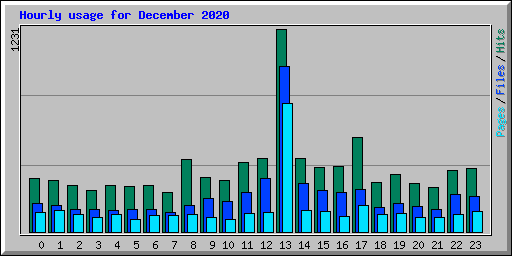 Hourly usage for December 2020
1231
Pages/Files/Hits
0 1 2 3 4 5 6 7 8 9 10 11 12 13 14 15 16 17 18 19 20 21 22 23